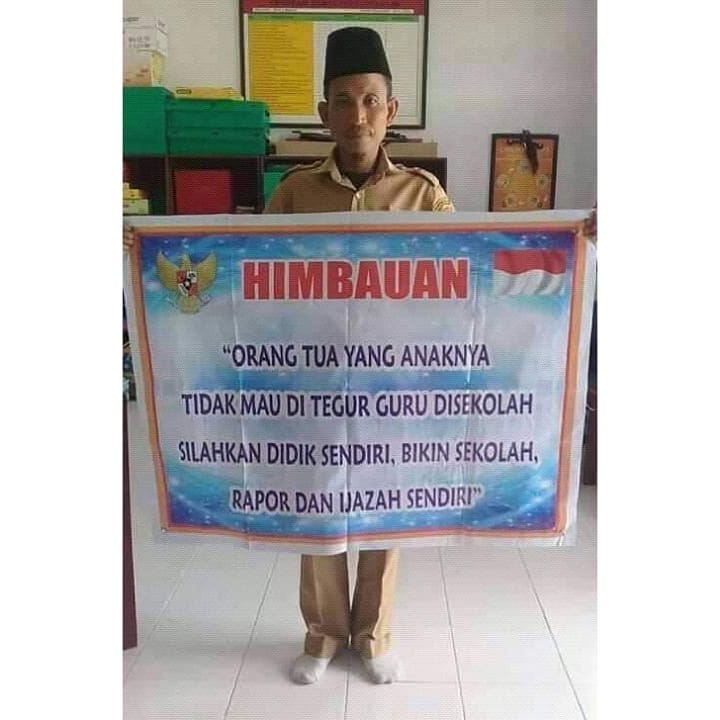 HIMBAUAN
"ORANG TUA YANG ANAKNYA
TIDAK MAU DI TEGUR GURU DISEKOLAH
SILAHKAN DIDIK SENDIRI, BIKIN SEKOLAH,
RAPOR DAN IJAZAH SENDIRI"